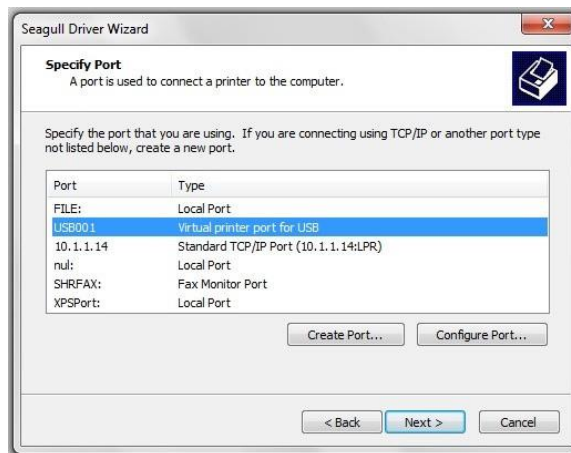 Seagull Driver Wizard
Specify Port
A port is used to connect a printer to the computer.
Specify the port that you are using. If you are connecting using TCP/IP or another port type
not listed below, create a new port.
Port Type
FILE: Local Port
USB001 Virtual printer port for USB
10.1.1.14 Standard TCP/IP Port (10.1.1.14:LPR)
nul: Local Port
SHRFAX: Fax Monitor Port
XPSPort: Local Port
Create Port... Configure Port...
< Back Next > Cancel